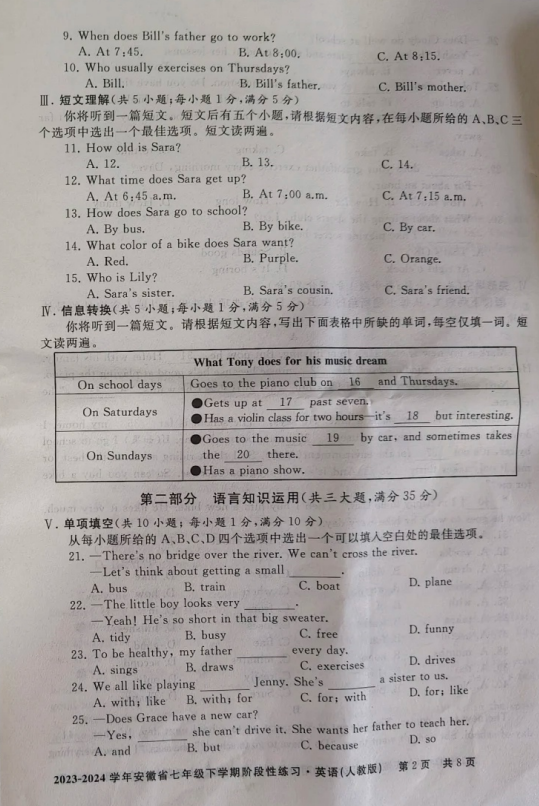 9. When does Bill's father go to work?
A. At 7:45. B. At 8:00. C. At 8:15.
10. Who usually exercises on Thursdays?
A. Bill. B. Bill's father. C. Bill's mother.
Ⅲ. 短文理解(共5小题;每小题1分,满分5分)
你将听到一篇短文。短文后有五个小题,请根据短文内容,在每小题所给的A、B、C三
个选项中选出一个最佳选项。短文读两遍。
11. How old is Sara?
A. 12. B. 13. C. 14.
12. What time does Sara get up?
A. At 6:45 a.m. B. At 7:00 a.m. C. At 7:15 a.m.
13. How does Sara go to school?
A. By bus. B. By bike. C. By car.
14. What color of a bike does Sara want?
A. Red. B. Purple. C. Orange.
15. Who is Lily?
A. Sara's sister. B. Sara's cousin. C. Sara's friend.
Ⅳ. 信息转换(共5小题;每小题1分,满分5分)
你将听到一篇短文。请根据短文内容,写出下面表格中所缺的单词,每空仅填一词。短
文读两遍。
What Tony does for his music dream
On school days Goes to the piano club on 16 and Thursdays.
On Saturdays ●Gets up at 17 past seven.
●Has a violin class for two hours—it's 18 but interesting.
On Sundays ●Goes to the music 19 by car, and sometimes takes
the 20 there.
●Has a piano show.
第二部分 语言知识运用(共三大题,满分35分)
Ⅴ. 单项填空(共10小题;每小题1分,满分10分)
从每小题所给的A、B、C、D四个选项中选出一个可以填入空白处的最佳选项。
21. —There's no bridge over the river. We can't cross the river.
—Let's think about getting a small ______.
A. bus B. train C. boat D. plane
22. —The little boy looks very ______.
—Yeah! He's so short in that big sweater.
A. tidy B. busy C. free D. funny
23. To be healthy, my father ______ every day.
A. sings B. draws C. exercises D. drives
24. We all like playing ______ Jenny. She's ______ a sister to us.
A. with; like B. with; for C. for; with D. for; like
25. —Does Grace have a new car?
—Yes, ______ she can't drive it. She wants her father to teach her.
A. and B. but C. because D. so
2023-2024学年安徽省七年级下学期阶段性练习·英语(人教版) 第2页 共8页